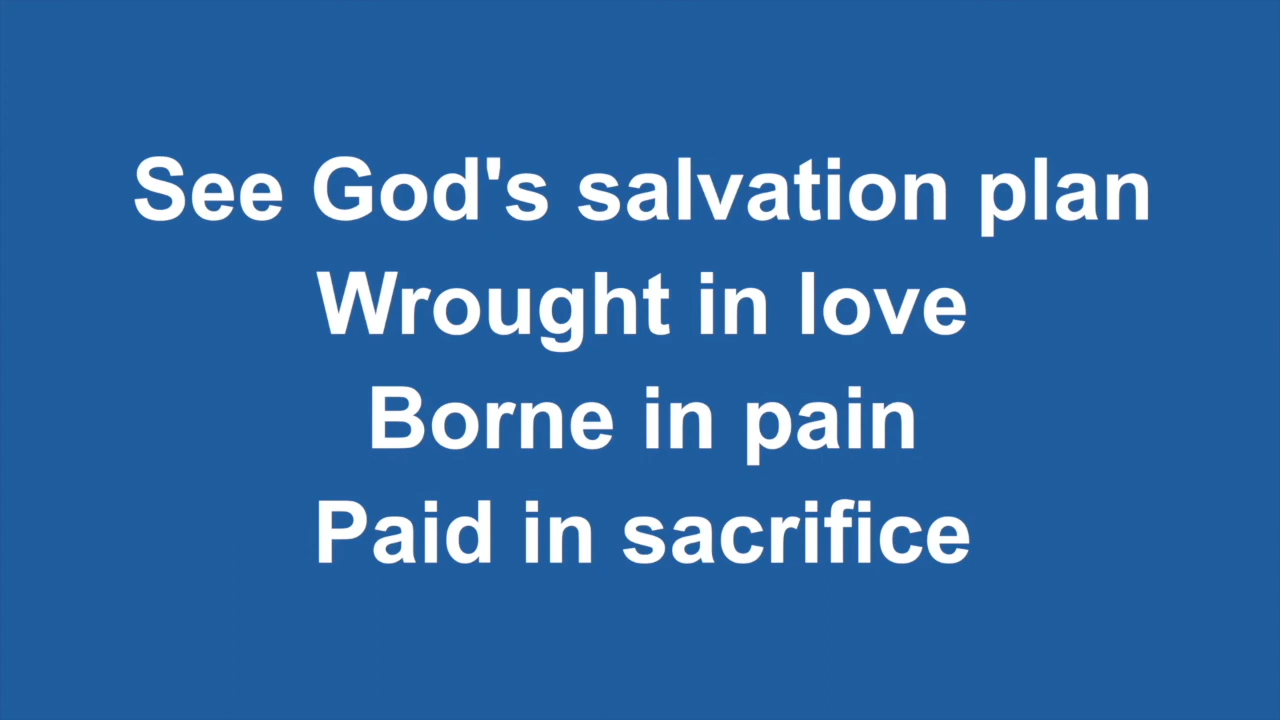 See God's salvation plan
Wrought in love
Borne in pain
Paid in sacrifice